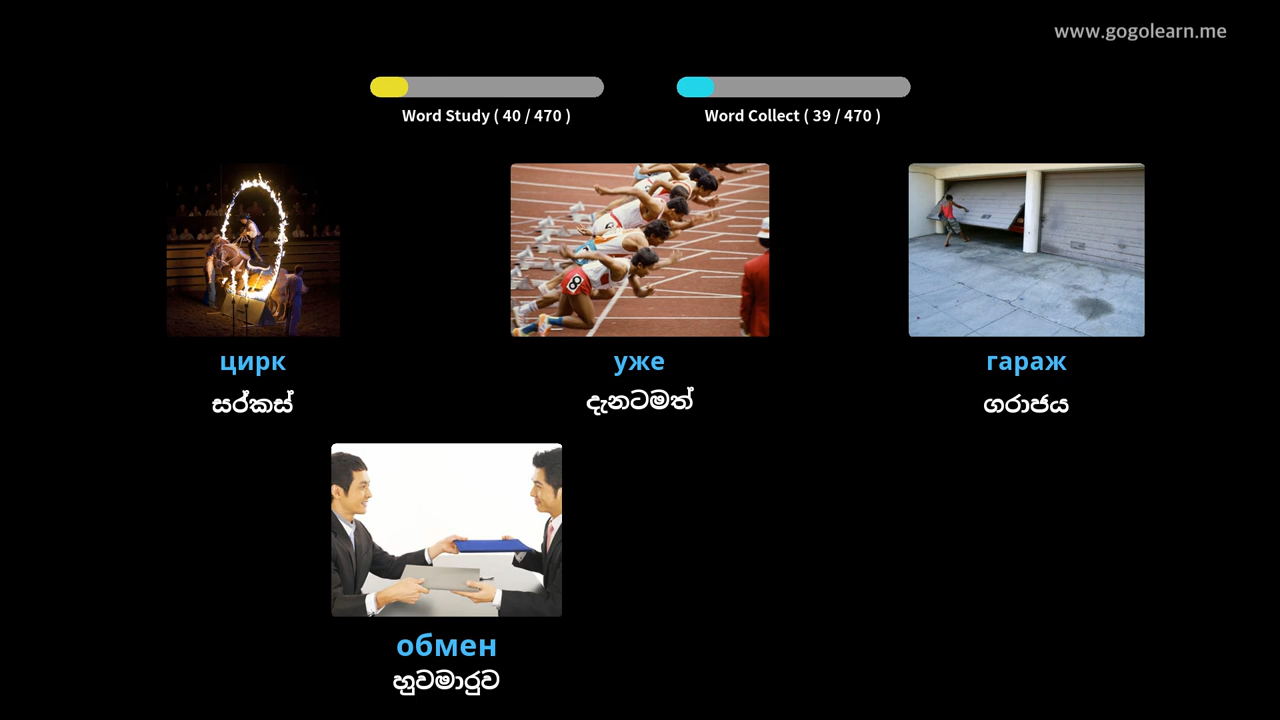 www.gogolearn.me
Word Study ( 40 / 470 )
Word Collect ( 39 / 470 )
цирк
සර්කස්
уже
දැනටමත්
гараж
ගරාජය
обмен
හුවමාරුව